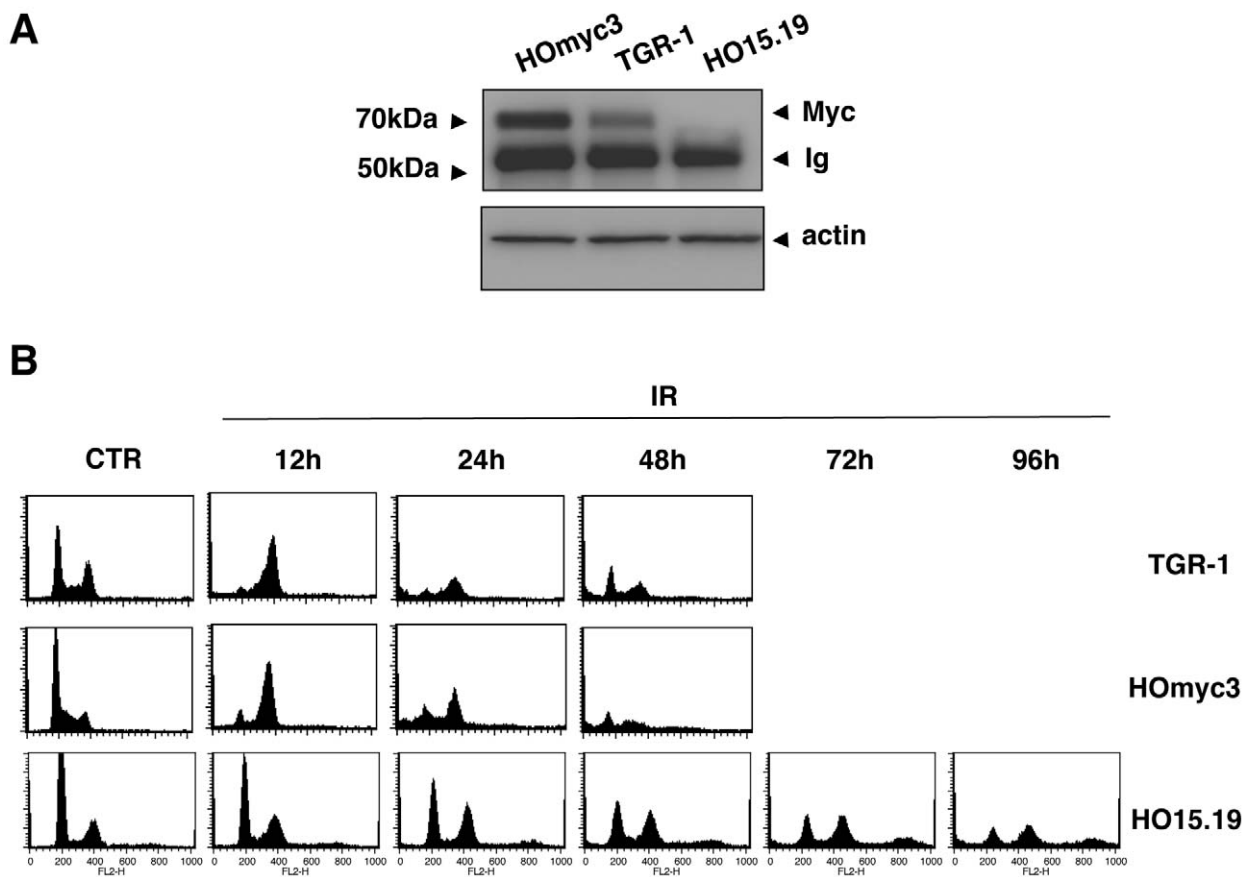 A
HOmyc3 TGR-1 HO15.19
70kDa Myc
50kDa Ig
actin
B
IR
CTR 12h 24h 48h 72h 96h
TGR-1
HOmyc3
HO15.19
0 200 400 600 800 1000 0 200 400 600 800 1000 0 200 400 600 800 1000 0 200 400 600 800 1000 0 200 400 600 800 1000 0 200 400 600 800 1000
FL2-H FL2-H FL2-H FL2-H FL2-H FL2-H